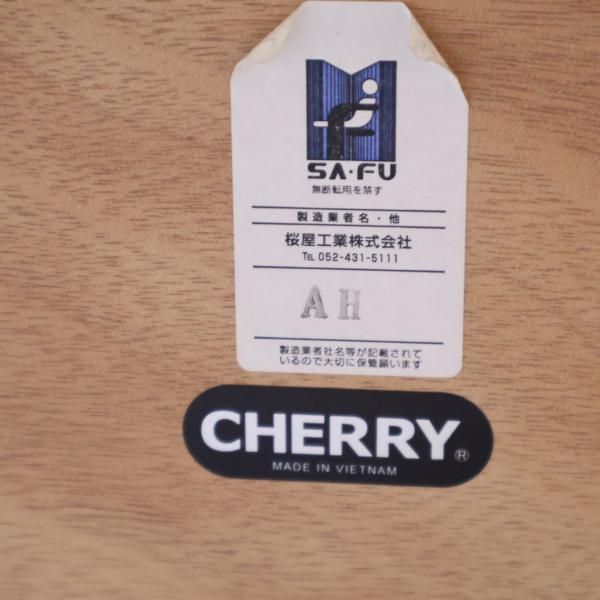 SA·FU
無断転用を禁ず
製造業者名・他
桜屋工業株式会社
TEL 052-431-5111
AH
製造業者社名等が記載されて
いるので大切に保管願います
CHERRY®
MADE IN VIETNAM